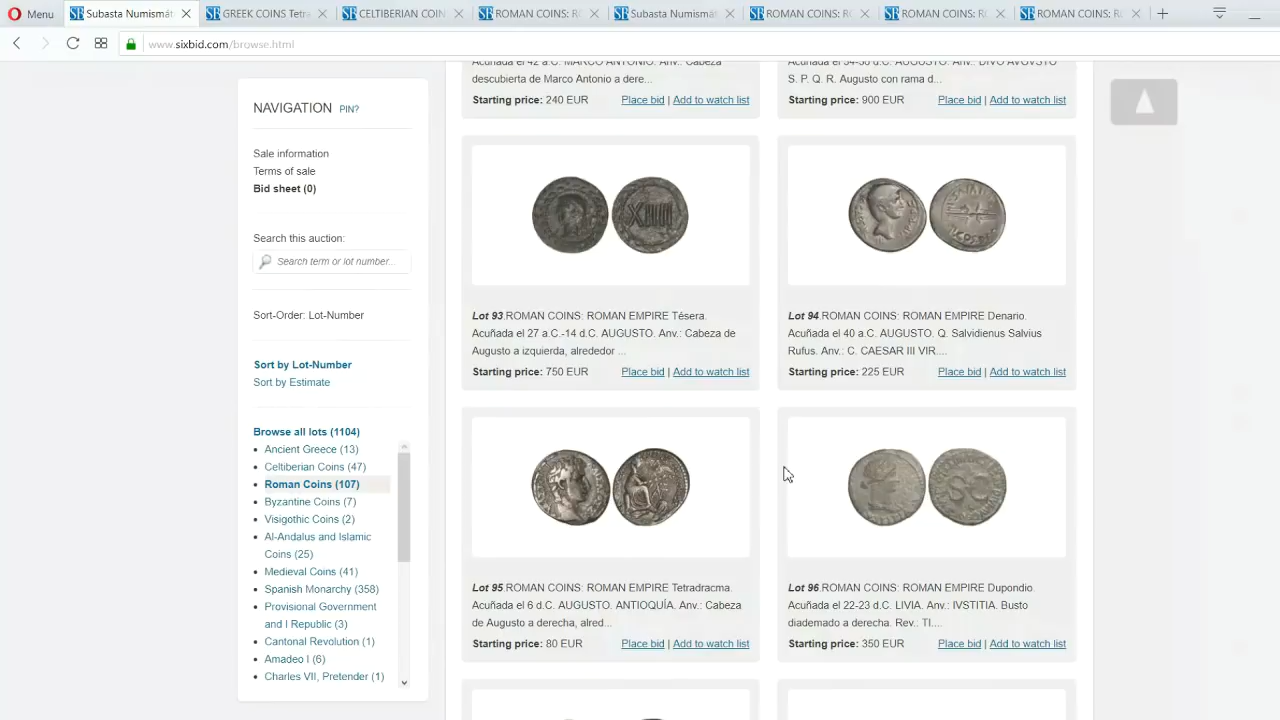 Menu
Subasta Numismát
GREEK COINS Tetr
CELTIBERIAN COIN
ROMAN COINS: R
Subasta Numismát
ROMAN COINS: R
ROMAN COINS: R
ROMAN COINS: R
www.sixbid.com/browse.html
NAVIGATION PIN?
Sale information
Terms of sale
Bid sheet (0)
Search this auction:
Search term or lot number...
Sort-Order: Lot-Number
Sort by Lot-Number
Sort by Estimate
Browse all lots (1104)
Ancient Greece (13)
Celtiberian Coins (47)
Roman Coins (107)
Byzantine Coins (7)
Visigothic Coins (2)
Al-Andalus and Islamic
Coins (25)
Medieval Coins (41)
Spanish Monarchy (358)
Provisional Government
and I Republic (3)
Cantonal Revolution (1)
Amadeo I (6)
Charles VII, Pretender (1)
Acuñada el 42 a.C. MARCO ANTONIO. Anv.: Cabeza
descubierta de Marco Antonio a dere...
Starting price: 240 EUR Place bid | Add to watch list
S. P. Q. R. Augusto con rama d...
Starting price: 900 EUR Place bid | Add to watch list
Lot 93.ROMAN COINS: ROMAN EMPIRE Tésera.
Acuñada el 27 a.C.-14 d.C. AUGUSTO. Anv.: Cabeza de
Augusto a izquierda, alrededor ...
Starting price: 750 EUR Place bid | Add to watch list
Lot 94.ROMAN COINS: ROMAN EMPIRE Denario.
Acuñada el 40 a.C. AUGUSTO. Q. Salvidienus Salvius
Rufus. Anv.: C. CAESAR III VIR....
Starting price: 225 EUR Place bid | Add to watch list
Lot 95.ROMAN COINS: ROMAN EMPIRE Tetradracma.
Acuñada el 6 d.C. AUGUSTO. ANTIOQUÍA. Anv.: Cabeza
de Augusto a derecha, alred...
Starting price: 80 EUR Place bid | Add to watch list
Lot 96.ROMAN COINS: ROMAN EMPIRE Dupondio.
Acuñada el 22-23 d.C. LIVIA. Anv.: IVSTITIA. Busto
diademado a derecha. Rev.: TI....
Starting price: 350 EUR Place bid | Add to watch list